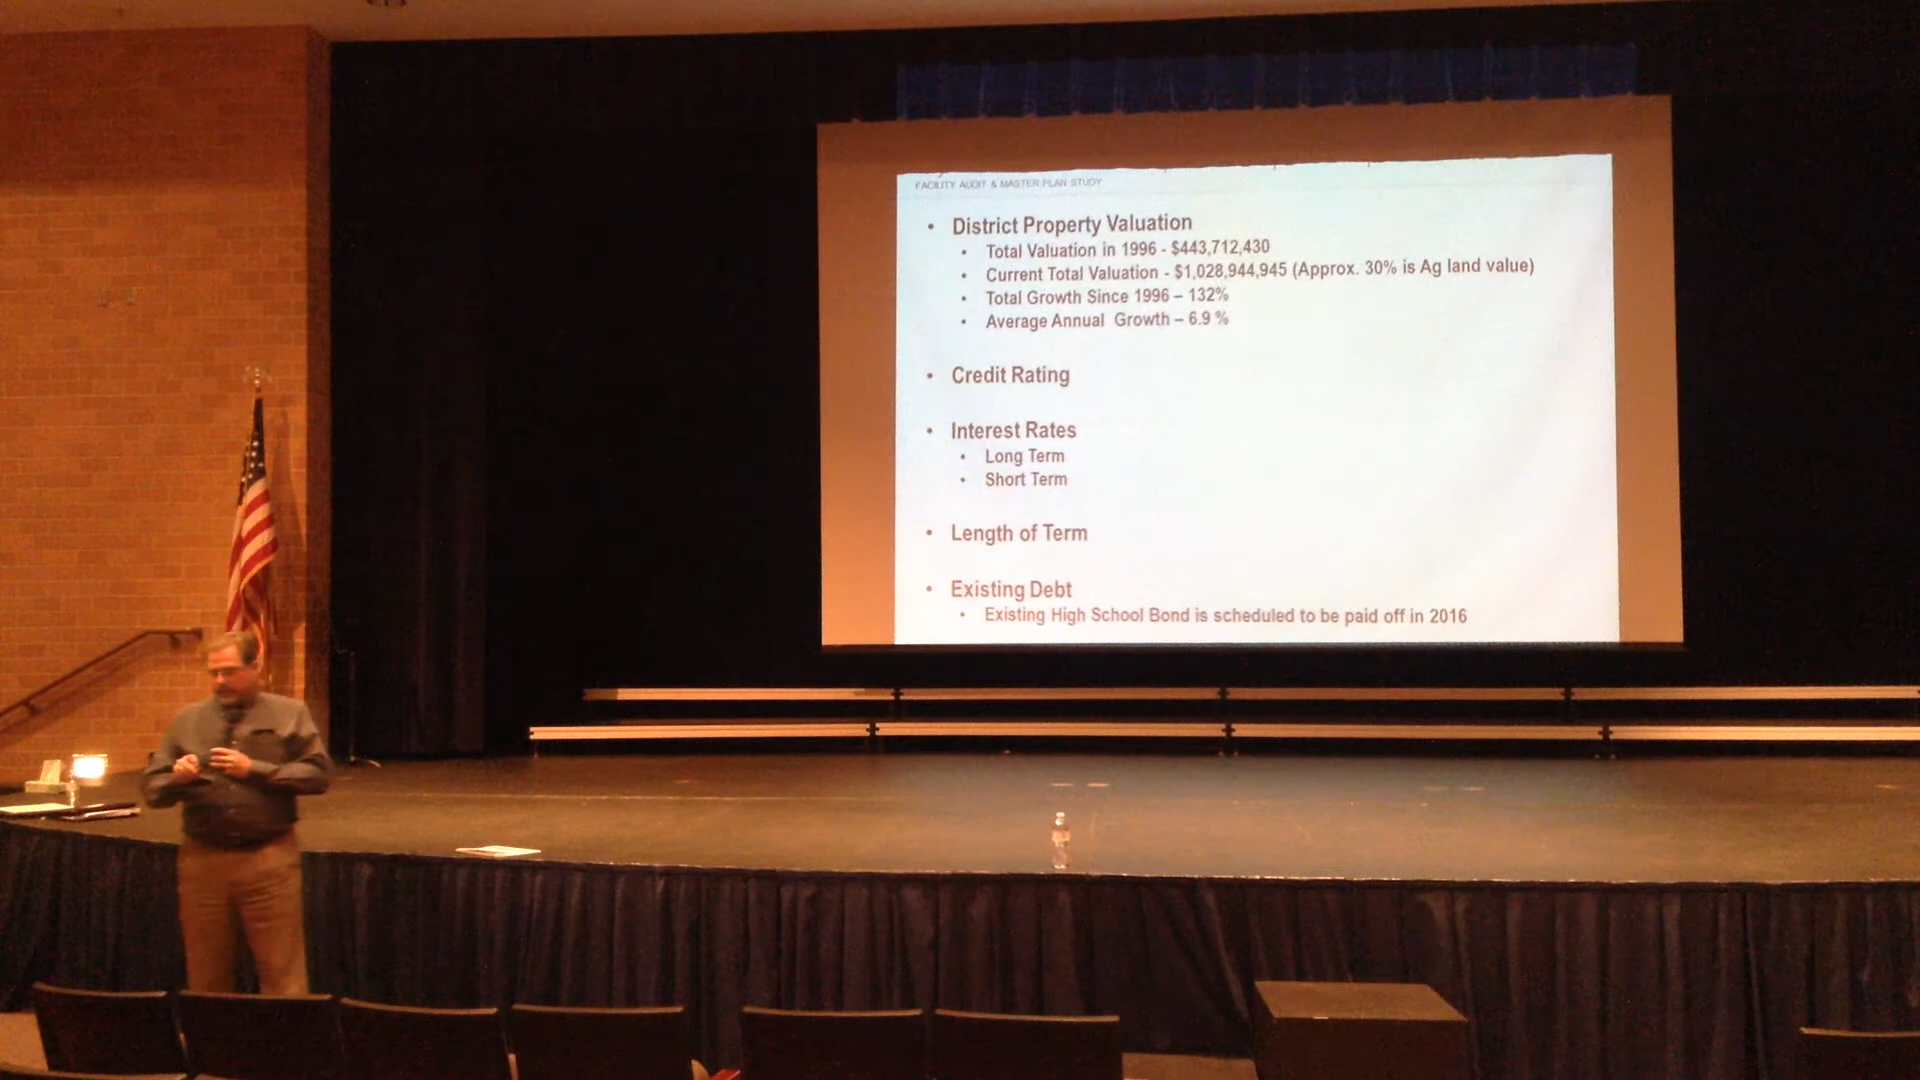 FACILITY AUDIT & MASTER PLAN STUDY
• District Property Valuation
• Total Valuation in 1996 - $443,712,430
• Current Total Valuation - $1,028,944,945 (Approx. 30% is Ag land value)
• Total Growth Since 1996 – 132%
• Average Annual Growth – 6.9 %
• Credit Rating
• Interest Rates
• Long Term
• Short Term
• Length of Term
• Existing Debt
• Existing High School Bond is scheduled to be paid off in 2016